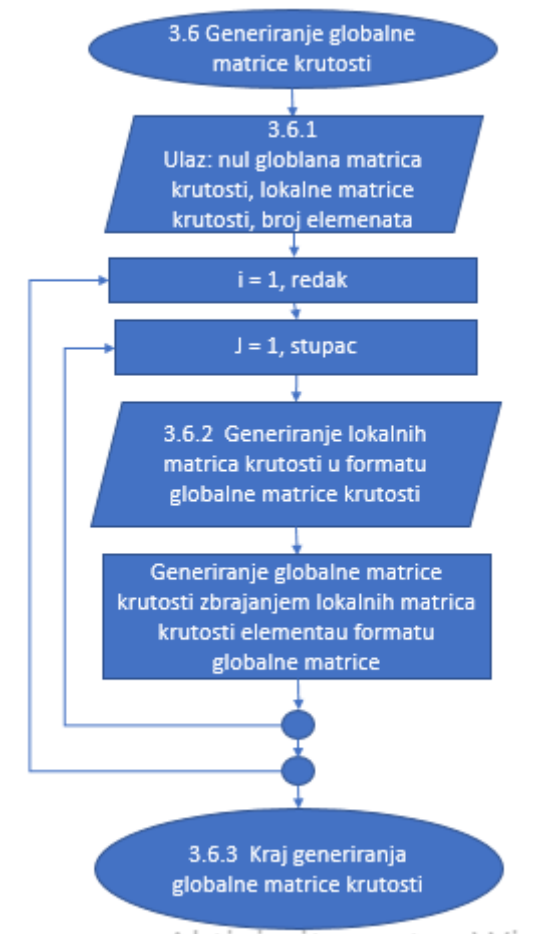 3.6 Generiranje globalne
matrice krutosti
3.6.1
Ulaz: nul globlana matrica
krutosti, lokalne matrice
krutosti, broj elemenata
i = 1, redak
J = 1, stupac
3.6.2 Generiranje lokalnih
matrica krutosti u formatu
globalne matrice krutosti
Generiranje globalne matrice
krutosti zbrajanjem lokalnih matrica
krutosti elementau formatu
globalne matrice
3.6.3 Kraj generiranja
globalne matrice krutosti